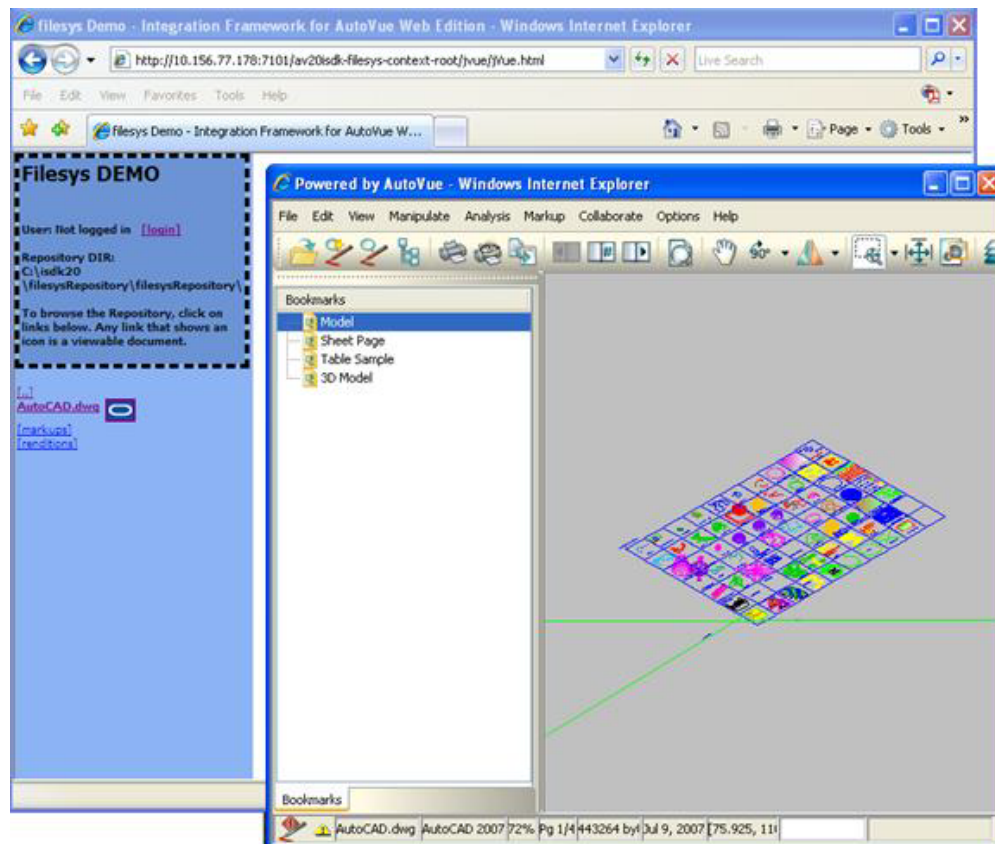 filesys Demo - Integration Framework for AutoVue Web Edition - Windows Internet Explorer
http://10.156.77.178:7101/av20isdk-filesys-context-root/jvue/jVue.html
Live Search
File Edit View Favorites Tools Help
filesys Demo - Integration Framework for AutoVue W...
Page Tools
Filesys DEMO
User: Not logged in [login]
Repository DIR:
C:\isdk20
\filesysRepository\filesysRepository\
To browse the Repository, click on
links below. Any link that shows an
icon is a viewable document.
[..]
AutoCAD.dwg
[markups]
[renditions]
Powered by AutoVue - Windows Internet Explorer
File Edit View Manipulate Analysis Markup Collaborate Options Help
Bookmarks
Model
Sheet Page
Table Sample
3D Model
Bookmarks
AutoCAD.dwg AutoCAD 2007 72% Pg 1/4 443264 by Jul 9, 2007 [75.925, 11